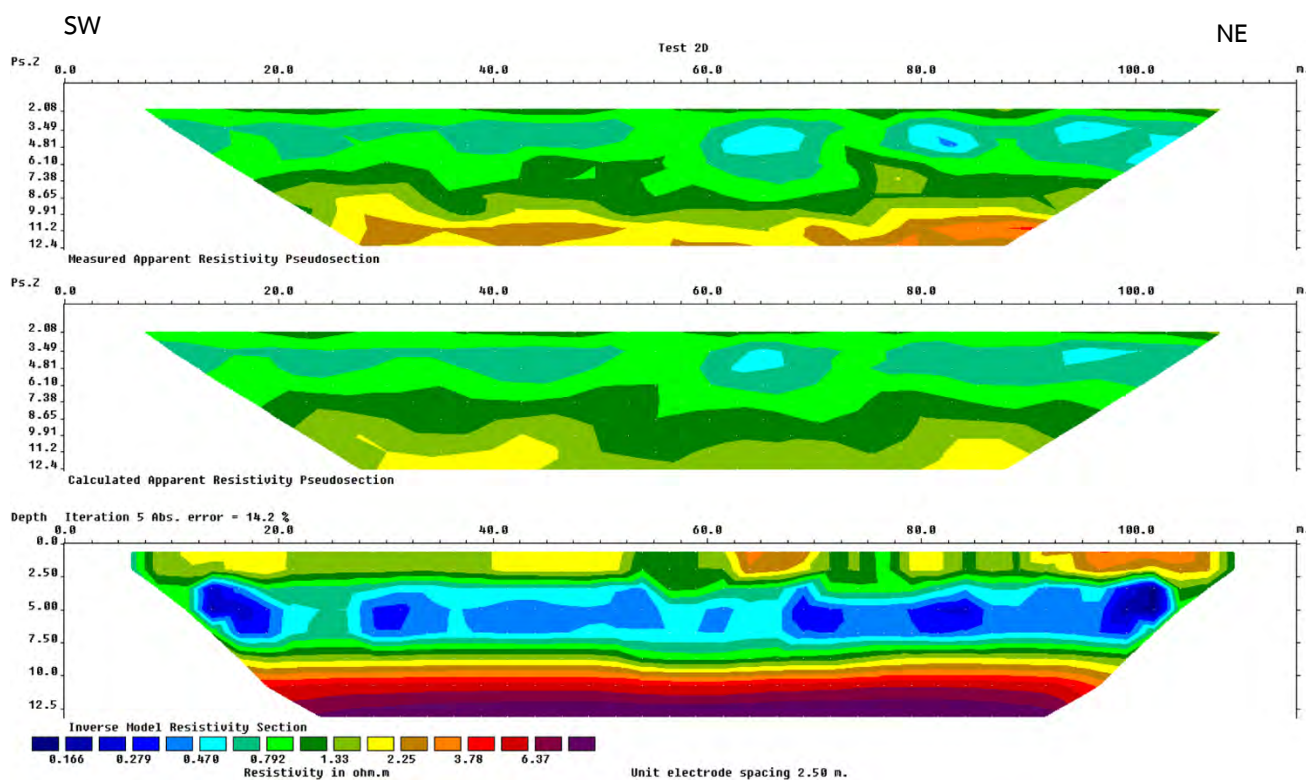 SW
NE
Test 2D
Ps.Z 0.0 20.0 40.0 60.0 80.0 100.0 m.
2.08
3.49
4.81
6.10
7.38
8.65
9.91
11.2
12.4
Measured Apparent Resistivity Pseudosection
Ps.Z 0.0 20.0 40.0 60.0 80.0 100.0 m.
2.08
3.49
4.81
6.10
7.38
8.65
9.91
11.2
12.4
Calculated Apparent Resistivity Pseudosection
Depth Iteration 5 Abs. error = 14.2 %
0.0 20.0 40.0 60.0 80.0 100.0 m.
0.0
2.50
5.00
7.50
10.0
12.5
Inverse Model Resistivity Section
0.166 0.279 0.470 0.792 1.33 2.25 3.78 6.37
Resistivity in ohm.m Unit electrode spacing 2.50 m.